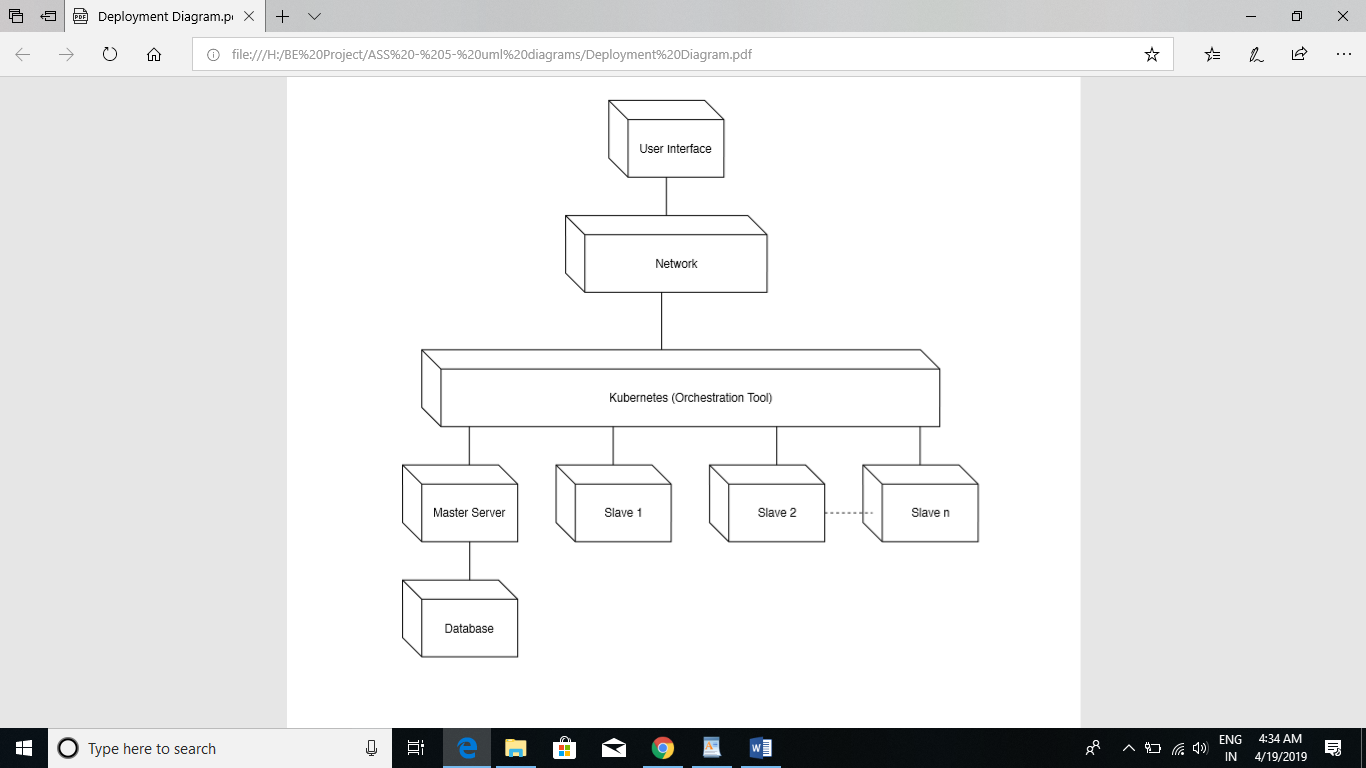 Deployment Diagram.p
file:///H:/BE%20Project/ASS%20-%205-%20uml%20diagrams/Deployment%20Diagram.pdf
User Interface
Network
Kubernetes (Orchestration Tool)
Master Server
Slave 1
Slave 2
Slave n
Database
Type here to search
ENG
IN
4:34 AM
4/19/2019